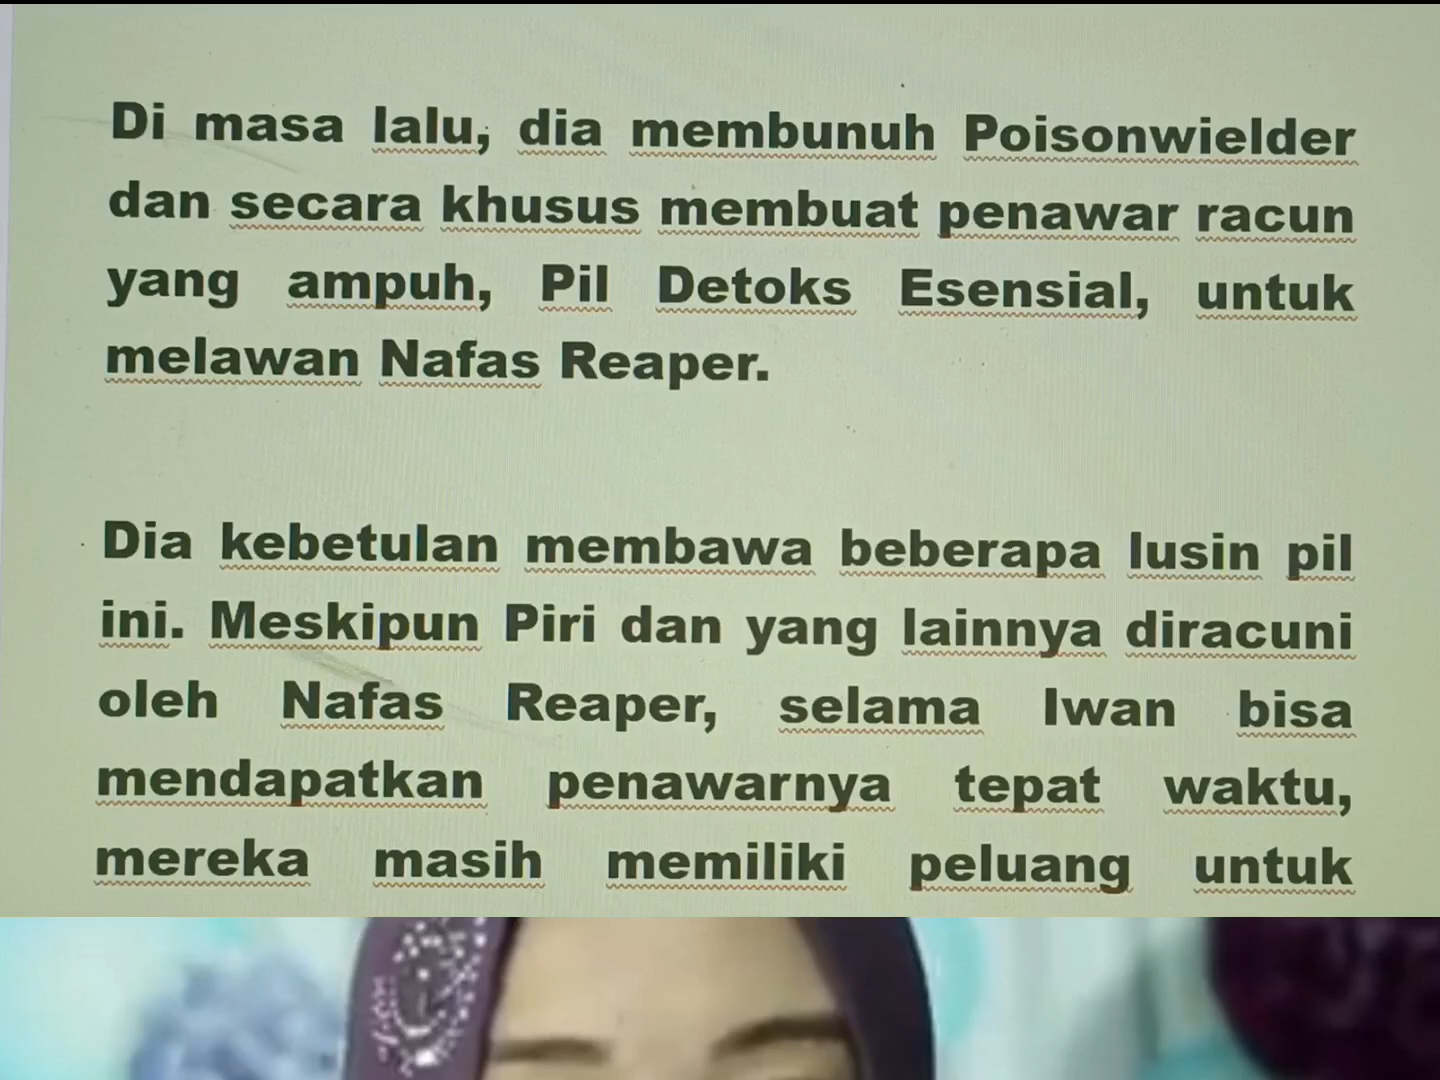 Di masa lalu, dia membunuh Poisonwielder
dan secara khusus membuat penawar racun
yang ampuh, Pil Detoks Esensial, untuk
melawan Nafas Reaper.
Dia kebetulan membawa beberapa lusin pil
ini. Meskipun Piri dan yang lainnya diracuni
oleh Nafas Reaper, selama Iwan bisa
mendapatkan penawarnya tepat waktu,
mereka masih memiliki peluang untuk